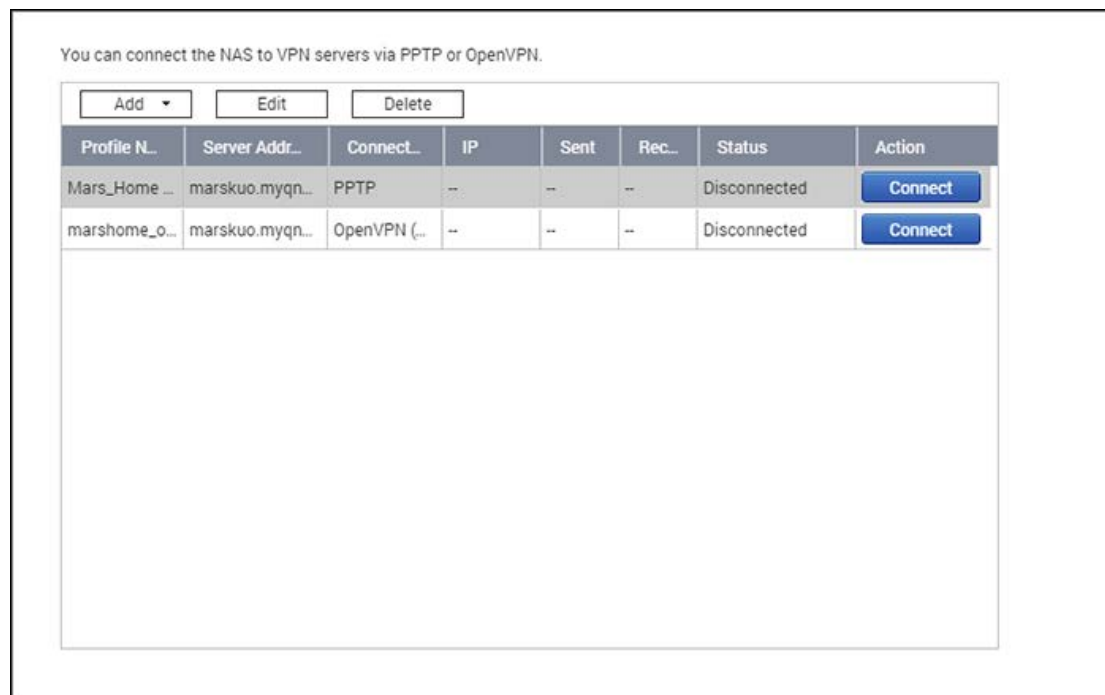 You can connect the NAS to VPN servers via PPTP or OpenVPN.
Add Edit Delete
Profile N... Server Addr... Connect... IP Sent Rec... Status Action
Mars_Home ... marskuo.myqn... PPTP -- -- -- Disconnected Connect
marshome_o... marskuo.myqn... OpenVPN (... -- -- -- Disconnected Connect